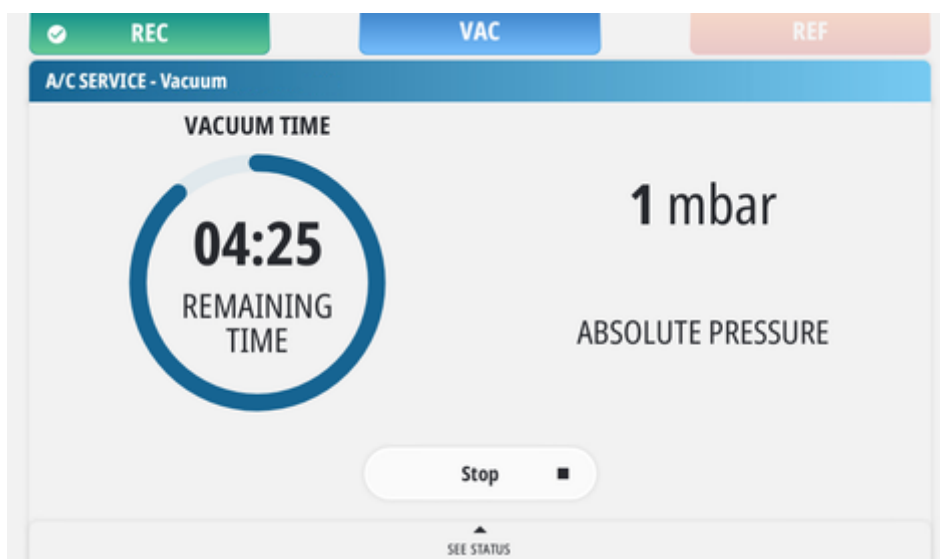 REC
VAC
REF
A/C SERVICE - Vacuum
VACUUM TIME
04:25
REMAINING
TIME
1 mbar
ABSOLUTE PRESSURE
Stop
SEE STATUS